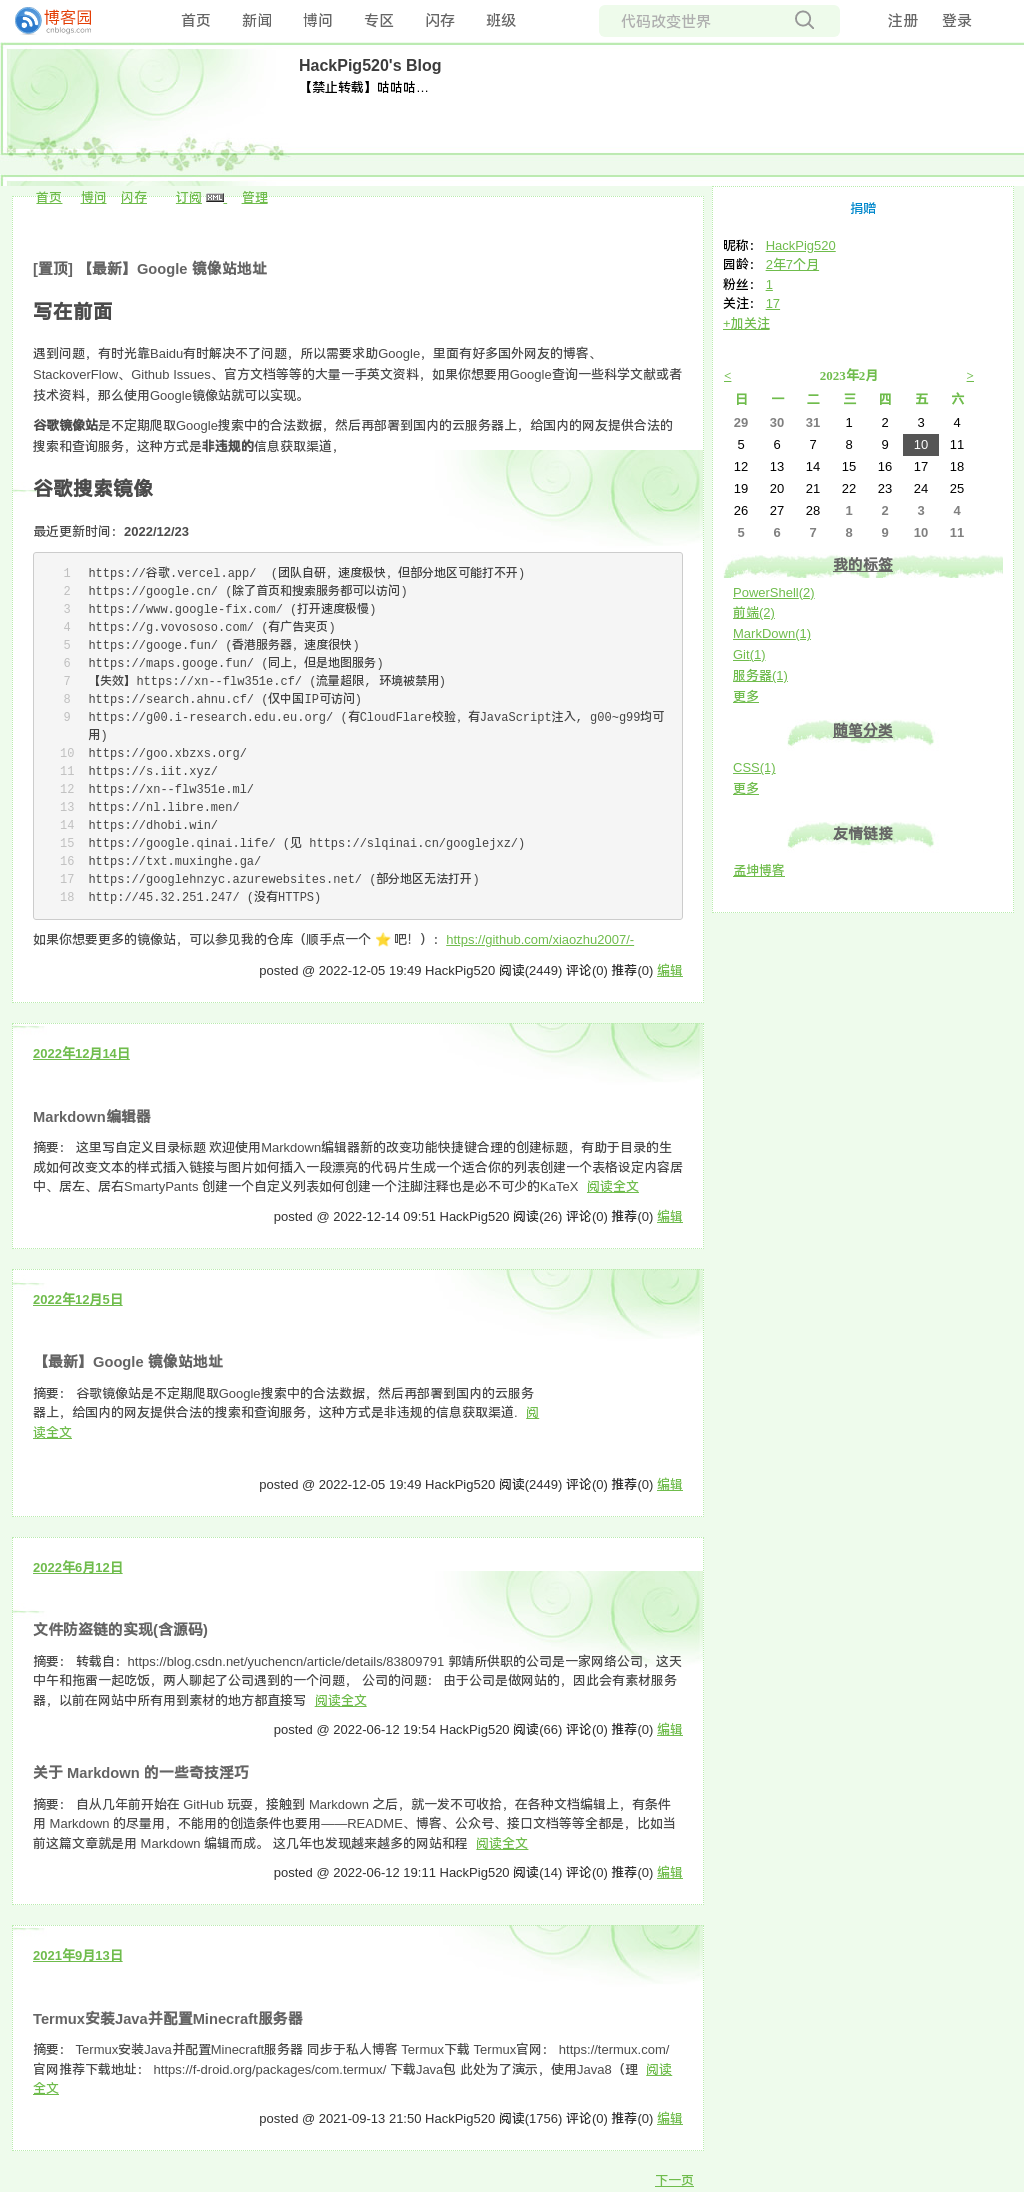 博客园
cnblogs.com
首页 新闻 博问 专区 闪存 班级
代码改变世界
注册 登录
HackPig520's Blog
【禁止转载】咕咕咕…
首页 博问 闪存 订阅 XML 管理
[置顶] 【最新】Google 镜像站地址
写在前面
遇到问题，有时光靠Baidu有时解决不了问题，所以需要求助Google，里面有好多国外网友的博客、
StackoverFlow、Github Issues、官方文档等等的大量一手英文资料，如果你想要用Google查询一些科学文献或者
技术资料，那么使用Google镜像站就可以实现。
谷歌镜像站是不定期爬取Google搜索中的合法数据，然后再部署到国内的云服务器上，给国内的网友提供合法的
搜索和查询服务，这种方式是非违规的信息获取渠道，
谷歌搜索镜像
最近更新时间：2022/12/23
1 https://谷歌.vercel.app/ （团队自研，速度极快，但部分地区可能打不开)
2 https://google.cn/ (除了首页和搜索服务都可以访问)
3 https://www.google-fix.com/ (打开速度极慢)
4 https://g.vovososo.com/ (有广告夹页)
5 https://googe.fun/ (香港服务器，速度很快)
6 https://maps.googe.fun/ (同上，但是地图服务)
7 【失效】https://xn--flw351e.cf/ (流量超限, 环境被禁用)
8 https://search.ahnu.cf/ (仅中国IP可访问)
9 https://g00.i-research.edu.eu.org/ (有CloudFlare校验，有JavaScript注入, g00~g99均可
用)
10 https://goo.xbzxs.org/
11 https://s.iit.xyz/
12 https://xn--flw351e.ml/
13 https://nl.libre.men/
14 https://dhobi.win/
15 https://google.qinai.life/ (见 https://slqinai.cn/googlejxz/)
16 https://txt.muxinghe.ga/
17 https://googlehnzyc.azurewebsites.net/ (部分地区无法打开)
18 http://45.32.251.247/ (没有HTTPS)
如果你想要更多的镜像站，可以参见我的仓库（顺手点一个 ⭐ 吧！）：https://github.com/xiaozhu2007/-
posted @ 2022-12-05 19:49 HackPig520 阅读(2449) 评论(0) 推荐(0) 编辑
2022年12月14日
Markdown编辑器
摘要： 这里写自定义目录标题 欢迎使用Markdown编辑器新的改变功能快捷键合理的创建标题，有助于目录的生
成如何改变文本的样式插入链接与图片如何插入一段漂亮的代码片生成一个适合你的列表创建一个表格设定内容居
中、居左、居右SmartyPants 创建一个自定义列表如何创建一个注脚注释也是必不可少的KaTeX 阅读全文
posted @ 2022-12-14 09:51 HackPig520 阅读(26) 评论(0) 推荐(0) 编辑
2022年12月5日
【最新】Google 镜像站地址
摘要： 谷歌镜像站是不定期爬取Google搜索中的合法数据，然后再部署到国内的云服务
器上，给国内的网友提供合法的搜索和查询服务，这种方式是非违规的信息获取渠道. 阅
读全文
posted @ 2022-12-05 19:49 HackPig520 阅读(2449) 评论(0) 推荐(0) 编辑
2022年6月12日
文件防盗链的实现(含源码)
摘要： 转载自：https://blog.csdn.net/yuchencn/article/details/83809791 郭靖所供职的公司是一家网络公司，这天
中午和拖雷一起吃饭，两人聊起了公司遇到的一个问题， 公司的问题： 由于公司是做网站的，因此会有素材服务
器，以前在网站中所有用到素材的地方都直接写 阅读全文
posted @ 2022-06-12 19:54 HackPig520 阅读(66) 评论(0) 推荐(0) 编辑
关于 Markdown 的一些奇技淫巧
摘要： 自从几年前开始在 GitHub 玩耍，接触到 Markdown 之后，就一发不可收拾，在各种文档编辑上，有条件
用 Markdown 的尽量用，不能用的创造条件也要用——README、博客、公众号、接口文档等等全都是，比如当
前这篇文章就是用 Markdown 编辑而成。 这几年也发现越来越多的网站和程 阅读全文
posted @ 2022-06-12 19:11 HackPig520 阅读(14) 评论(0) 推荐(0) 编辑
2021年9月13日
Termux安装Java并配置Minecraft服务器
摘要： Termux安装Java并配置Minecraft服务器 同步于私人博客 Termux下载 Termux官网： https://termux.com/
官网推荐下载地址： https://f-droid.org/packages/com.termux/ 下载Java包 此处为了演示，使用Java8（理 阅读
全文
posted @ 2021-09-13 21:50 HackPig520 阅读(1756) 评论(0) 推荐(0) 编辑
下一页
捐赠
昵称： HackPig520
园龄： 2年7个月
粉丝： 1
关注： 17
+加关注
< 2023年2月 >
日 一 二 三 四 五 六
29 30 31 1 2 3 4
5 6 7 8 9 10 11
12 13 14 15 16 17 18
19 20 21 22 23 24 25
26 27 28 1 2 3 4
5 6 7 8 9 10 11
我的标签
PowerShell(2)
前端(2)
MarkDown(1)
Git(1)
服务器(1)
更多
随笔分类
CSS(1)
更多
友情链接
孟坤博客